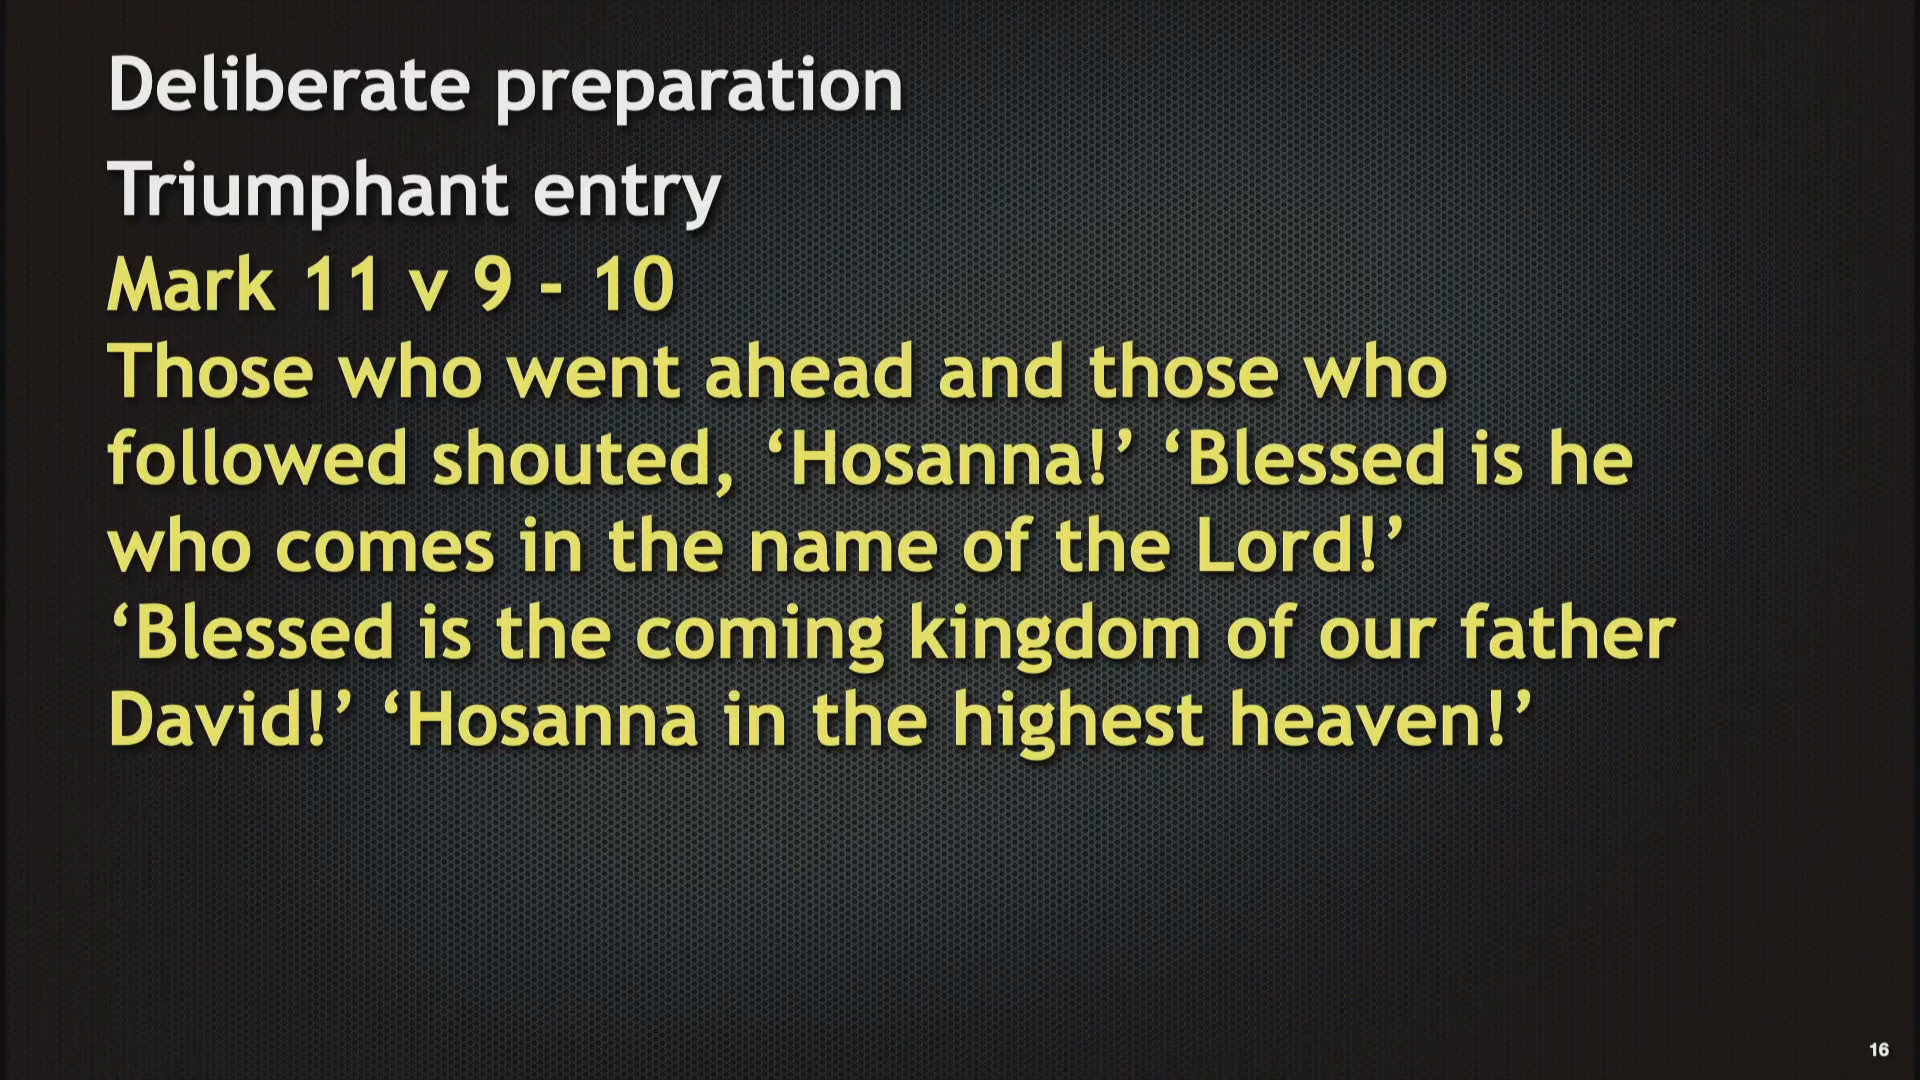 Deliberate preparation
Triumphant entry
Mark 11 v 9 - 10
Those who went ahead and those who
followed shouted, ‘Hosanna!’ ‘Blessed is he
who comes in the name of the Lord!’
‘Blessed is the coming kingdom of our father
David!’ ‘Hosanna in the highest heaven!’
16